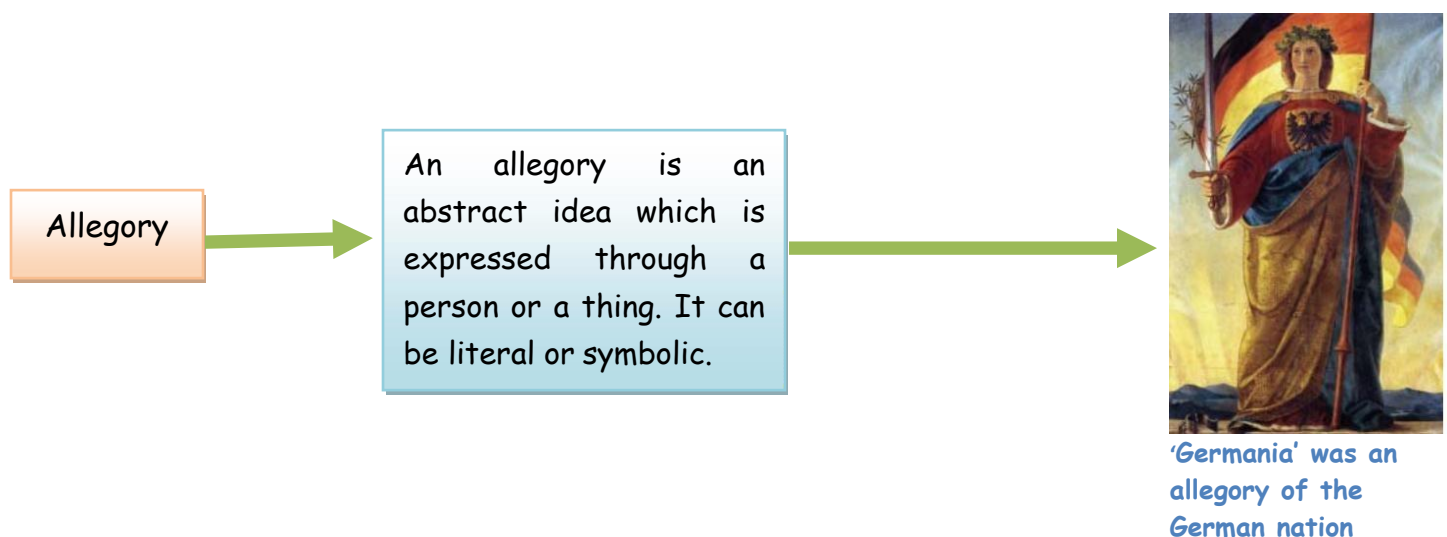 Allegory
An allegory is an
abstract idea which is
expressed through a
person or a thing. It can
be literal or symbolic.
‘Germania’ was an
allegory of the
German nation